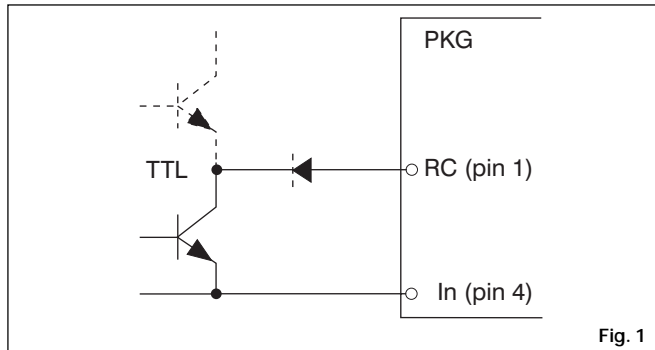 PKG
TTL
RC (pin 1)
In (pin 4)
Fig. 1